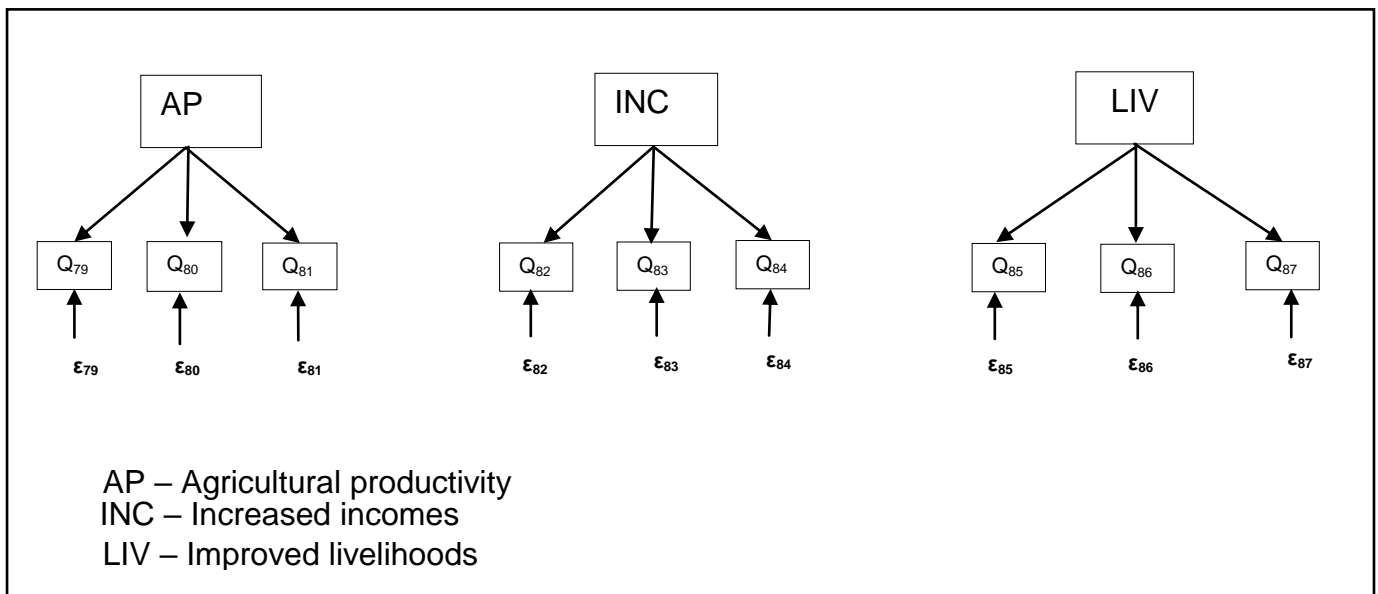 AP INC LIV
Q79 Q80 Q81 Q82 Q83 Q84 Q85 Q86 Q87
ε79 ε80 ε81 ε82 ε83 ε84 ε85 ε86 ε87
AP – Agricultural productivity
INC – Increased incomes
LIV – Improved livelihoods